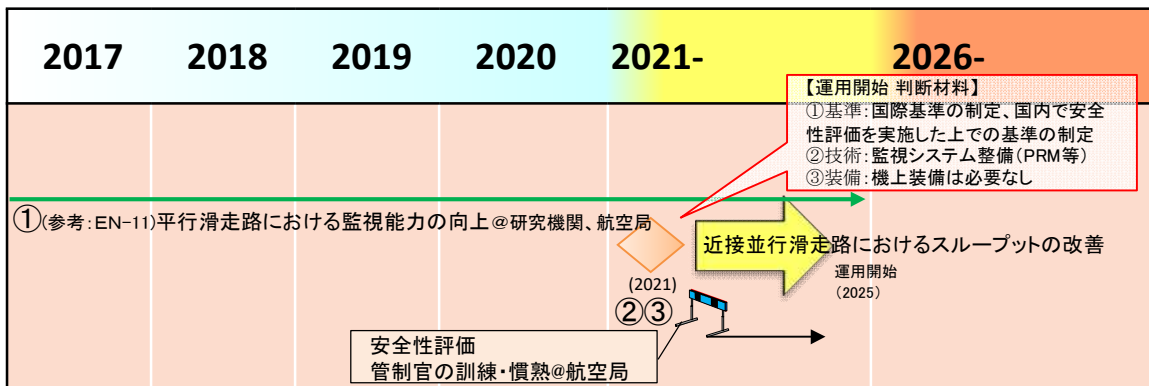 2017 2018 2019 2020 2021- 2026-
【運用開始 判断材料】
①基準：国際基準の制定、国内で安全
性評価を実施した上での基準の制定
②技術：監視システム整備（PRM等）
③装備：機上装備は必要なし
①(参考：EN-11)平行滑走路における監視能力の向上@研究機関、航空局
近接並行滑走路におけるスループットの改善
運用開始
（2025）
(2021)
②③
安全性評価
管制官の訓練・慣熟@航空局